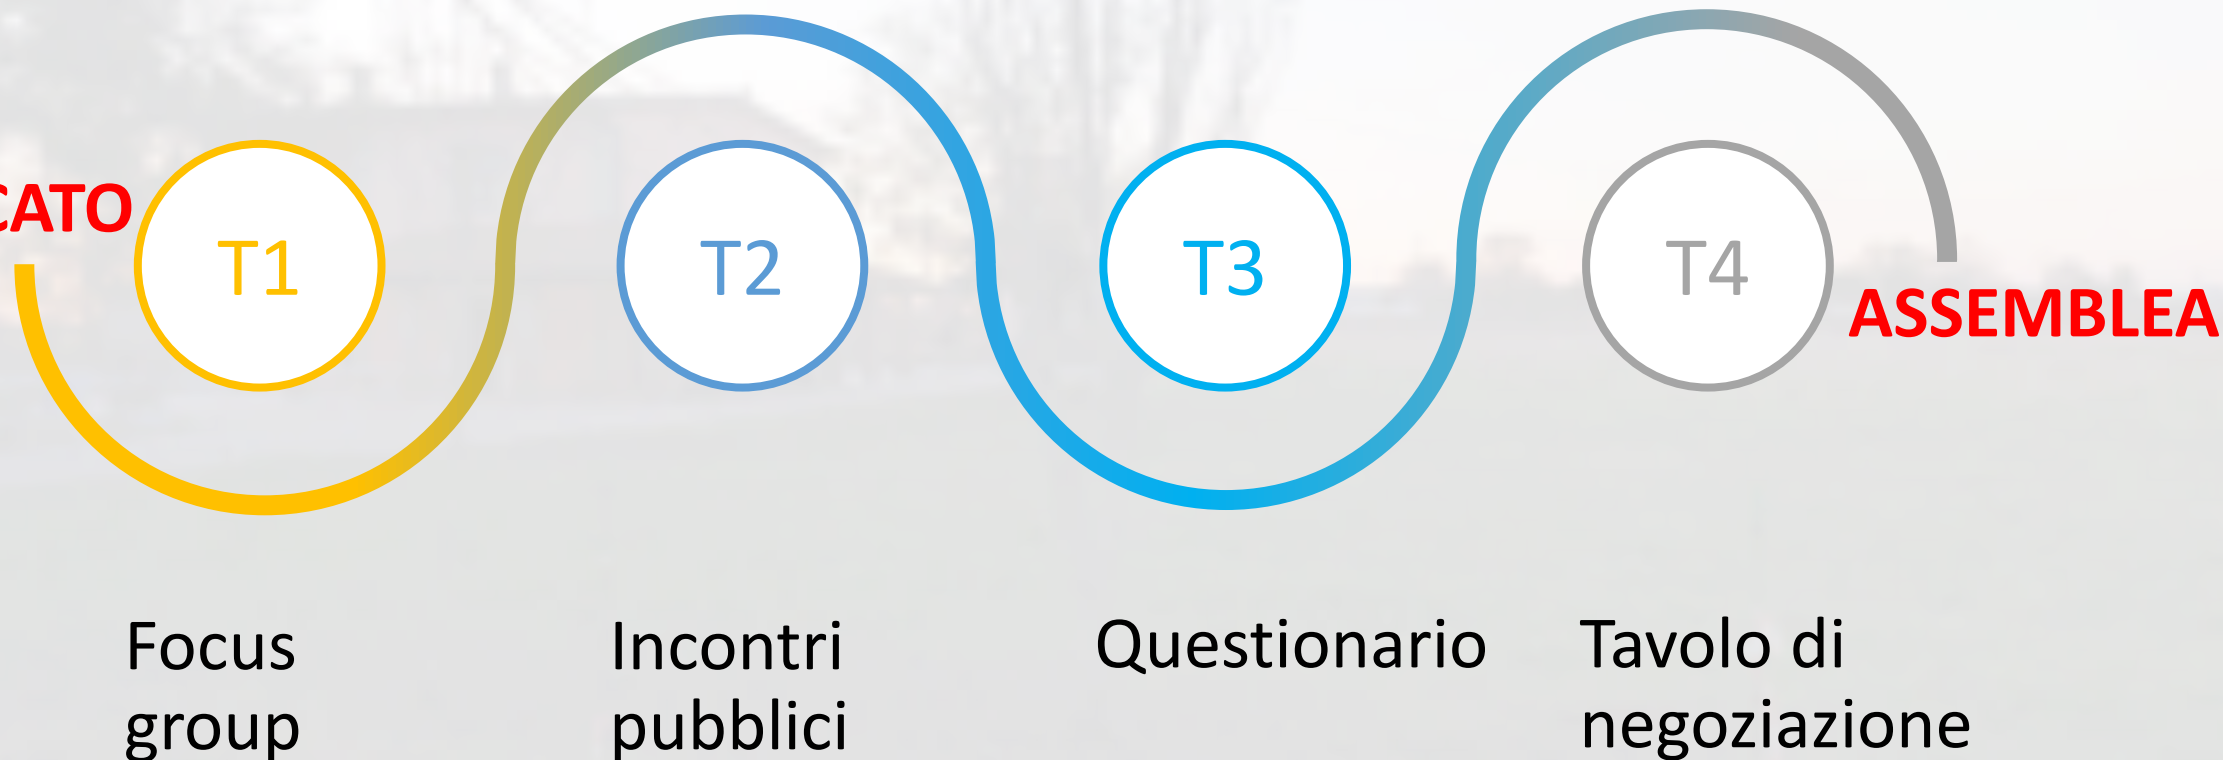 CATO
T1
T2
T3
T4
ASSEMBLEA
Focus
group
Incontri
pubblici
Questionario
Tavolo di
negoziazione